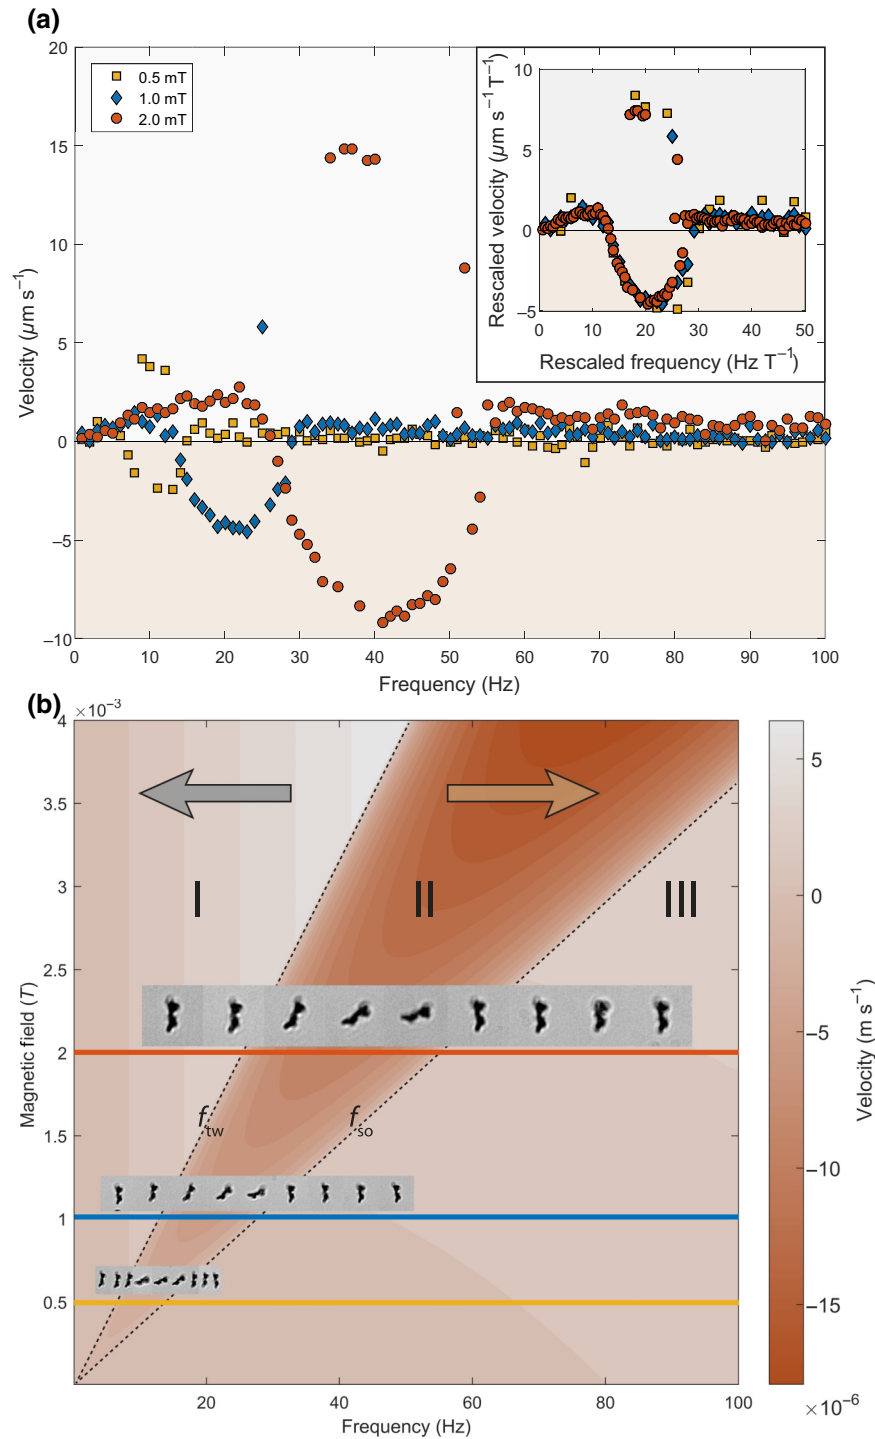 (a)
20
15
10
5
0
−5
−10
Velocity (µm s⁻¹)
0.5 mT
1.0 mT
2.0 mT
10
5
0
−5
Rescaled velocity (µm s⁻¹ T⁻¹)
0 10 20 30 40 50
Rescaled frequency (Hz T⁻¹)
0 10 20 30 40 50 60 70 80 90 100
Frequency (Hz)
(b)
×10⁻³
4
3.5
3
2.5
2
1.5
1
0.5
Magnetic field (T)
I
II
III
f_tw
f_so
20 40 60 80 100
Frequency (Hz)
5
0
−5
−10
−15
Velocity (m s⁻¹)
×10⁻⁶